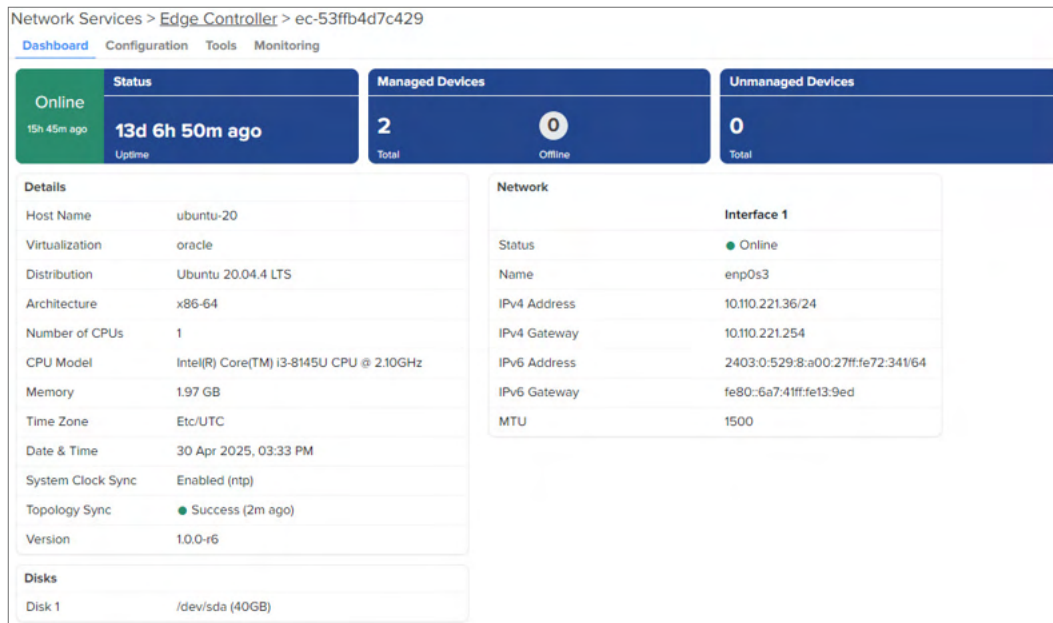 Network Services > Edge Controller > ec-53ffb4d7c429
Dashboard Configuration Tools Monitoring
Online
15h 45m ago
Status
13d 6h 50m ago
Uptime
Managed Devices
2
Total
0
Offline
Unmanaged Devices
0
Total
Details
Host Name ubuntu-20
Virtualization oracle
Distribution Ubuntu 20.04.4 LTS
Architecture x86-64
Number of CPUs 1
CPU Model Intel(R) Core(TM) i3-8145U CPU @ 2.10GHz
Memory 1.97 GB
Time Zone Etc/UTC
Date & Time 30 Apr 2025, 03:33 PM
System Clock Sync Enabled (ntp)
Topology Sync Success (2m ago)
Version 1.0.0-r6
Disks
Disk 1 /dev/sda (40GB)
Network
Interface 1
Status Online
Name enp0s3
IPv4 Address 10.110.221.36/24
IPv4 Gateway 10.110.221.254
IPv6 Address 2403:0:529:8:a00:27ff:fe72:341/64
IPv6 Gateway fe80::6a7:41ff:fe13:9ed
MTU 1500